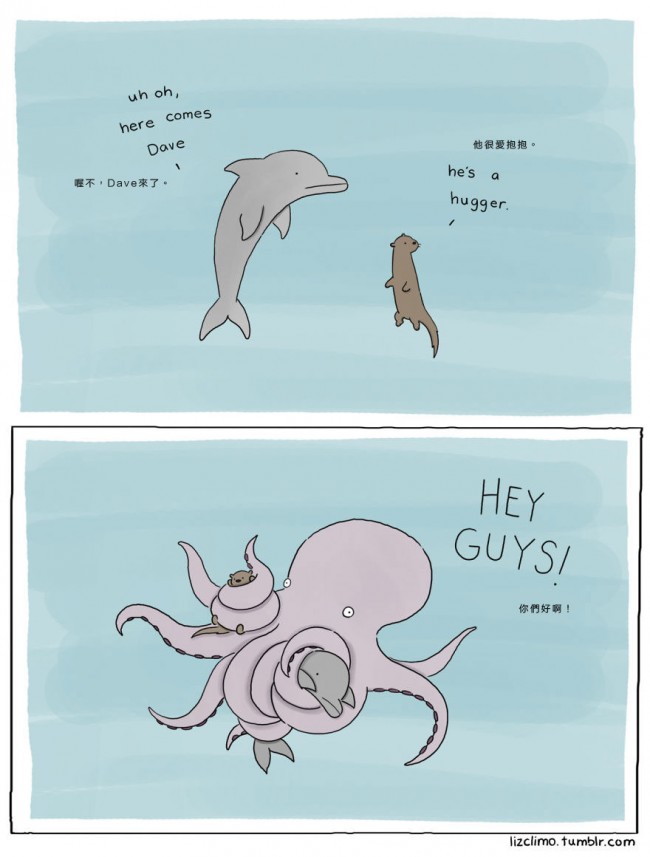 uh oh,
here comes
Dave
喔不，Dave來了。
他很愛抱抱。
he's a
hugger.
HEY
GUYS!
你們好啊！
lizclimo.tumblr.com